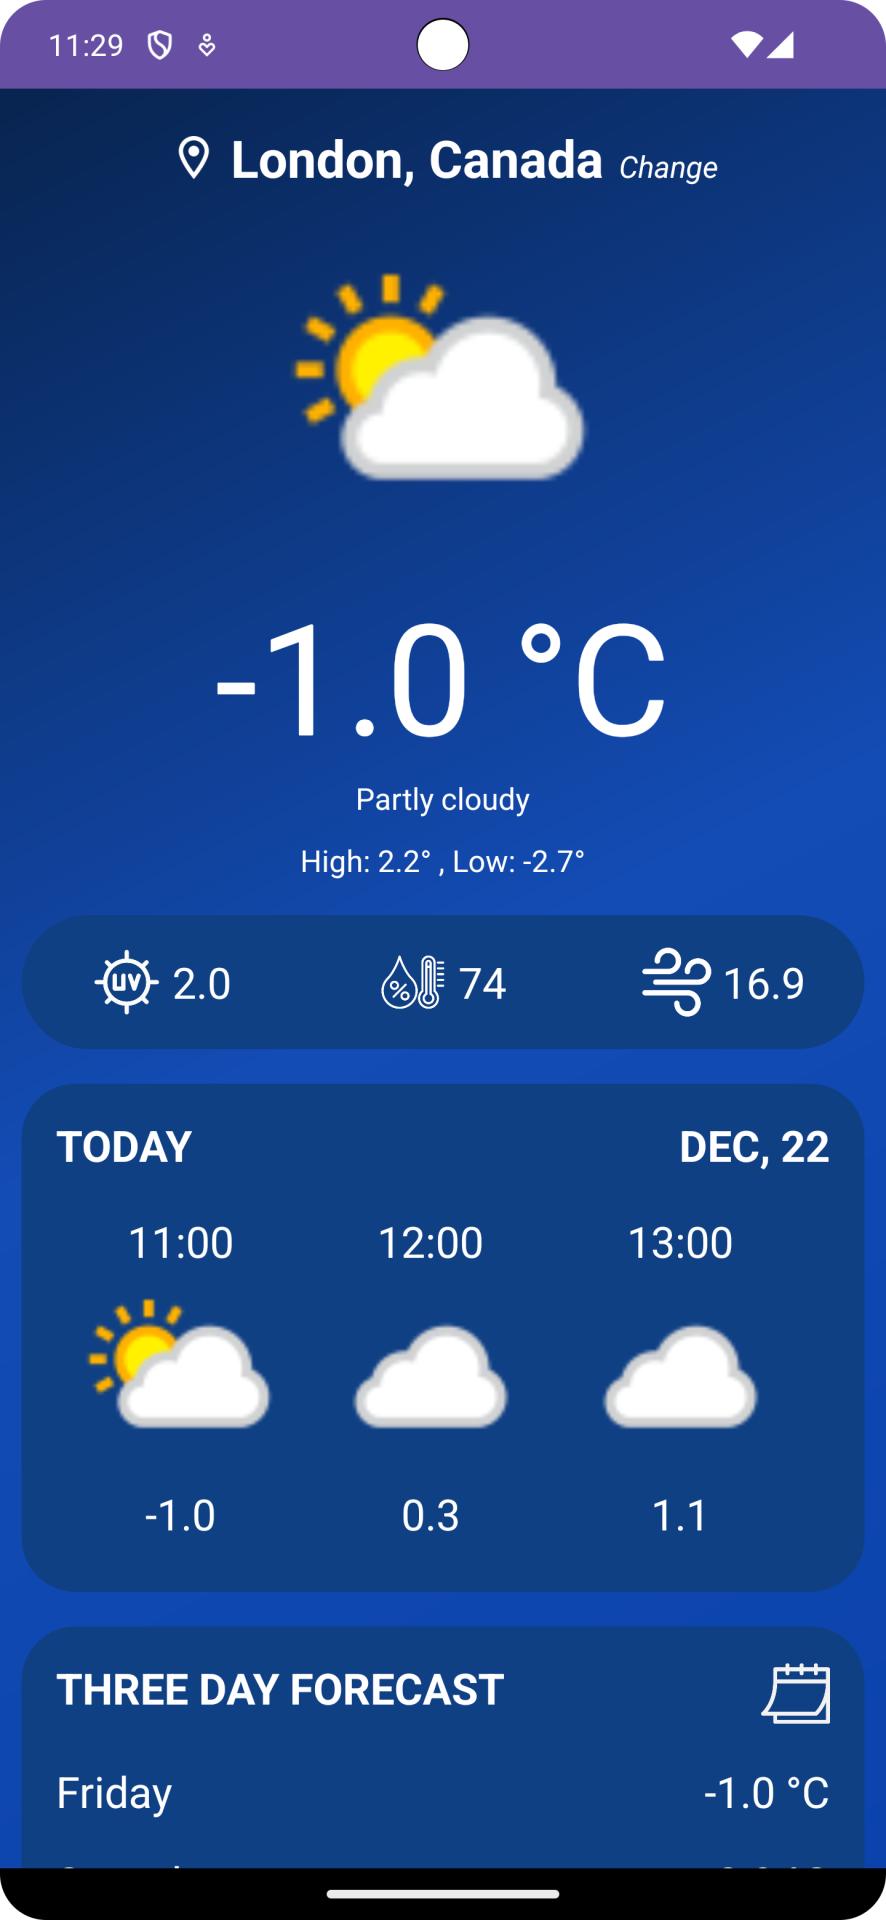 11:29
London, Canada Change
-1.0 °C
Partly cloudy
High: 2.2° , Low: -2.7°
UV 2.0 % 74 16.9
TODAY DEC, 22
11:00 12:00 13:00
-1.0 0.3 1.1
THREE DAY FORECAST
Friday -1.0 °C